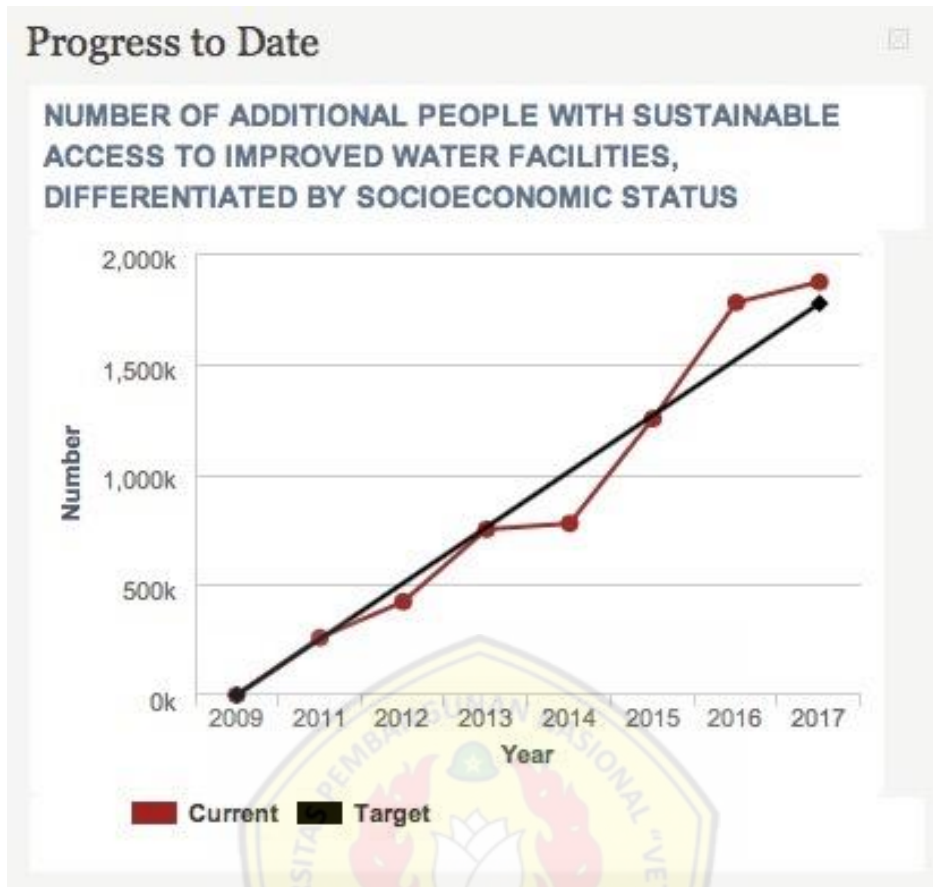 Progress to Date
NUMBER OF ADDITIONAL PEOPLE WITH SUSTAINABLE
ACCESS TO IMPROVED WATER FACILITIES,
DIFFERENTIATED BY SOCIOECONOMIC STATUS
2,000k
1,500k
1,000k
500k
0k
Number
2009 2011 2012 2013 2014 2015 2016 2017
Year
Current Target